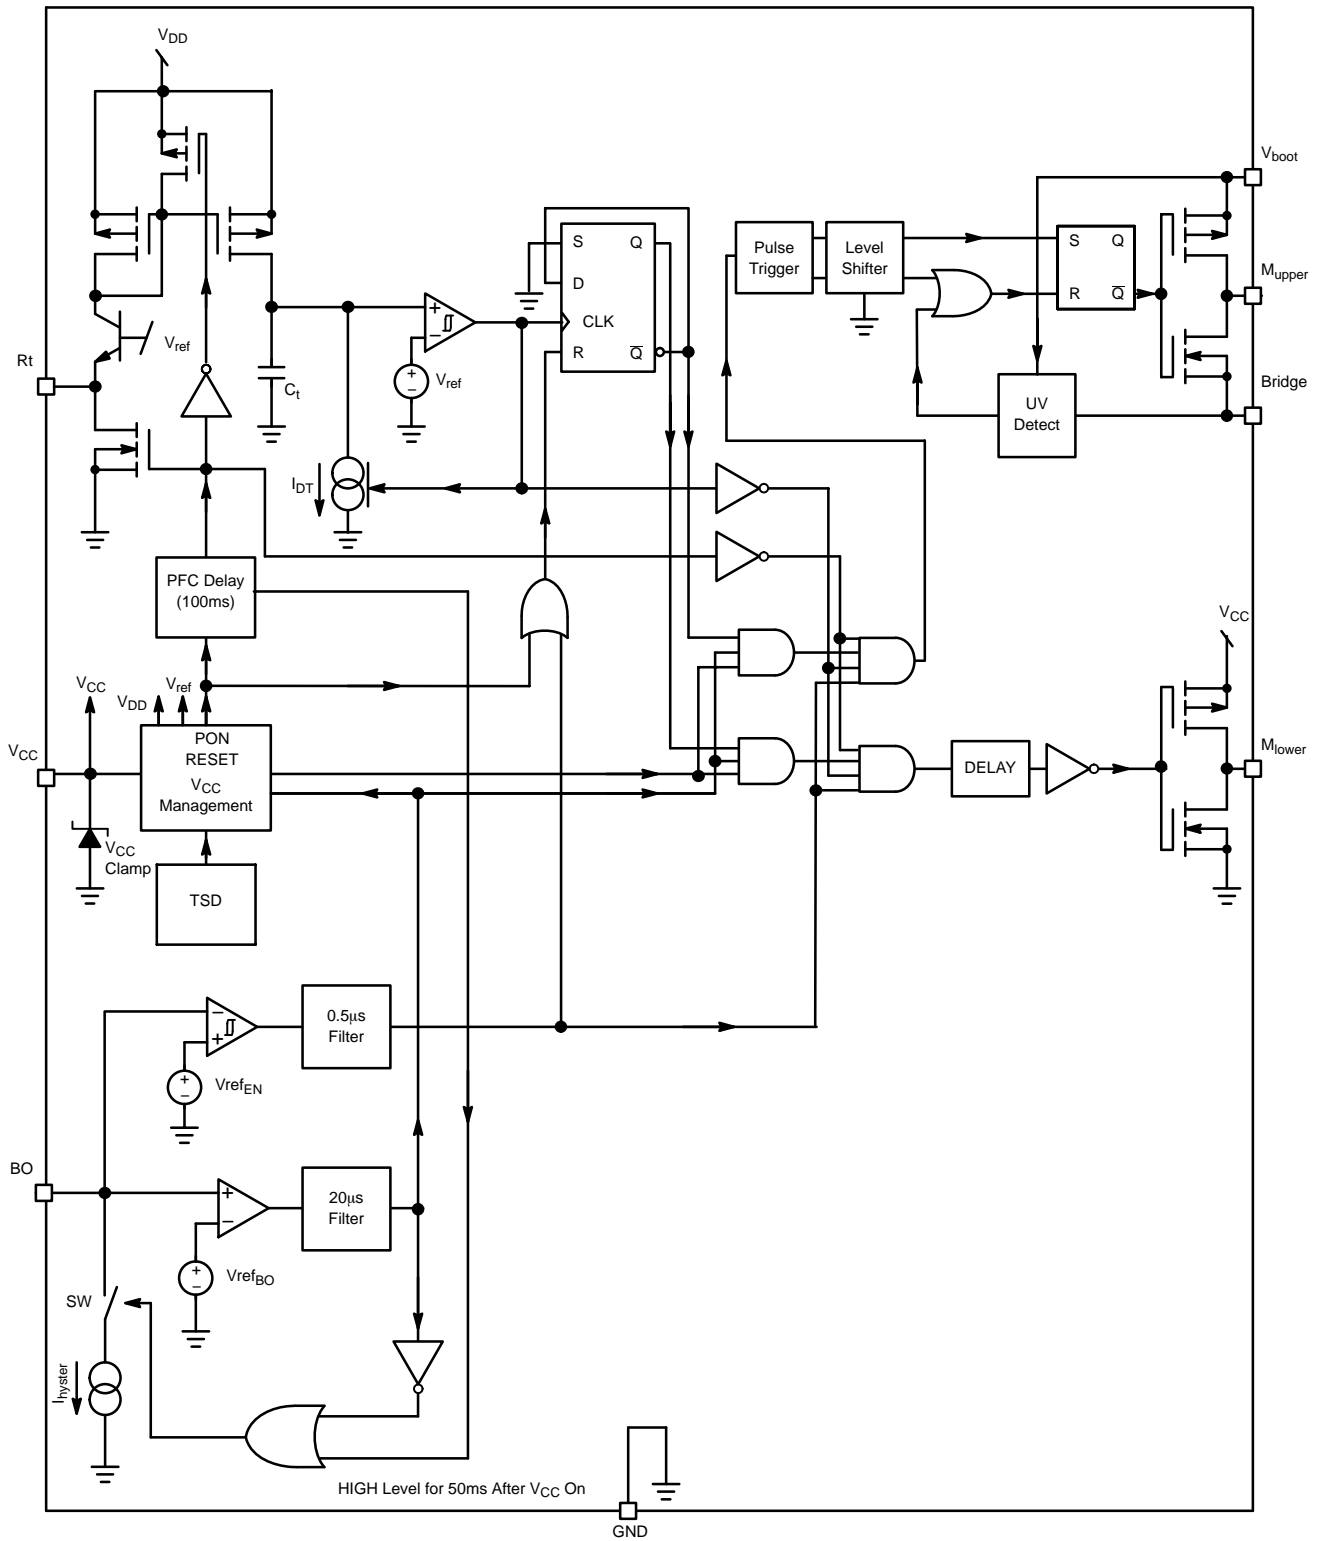 VDD
Vboot
Pulse
Trigger
Level
Shifter
S Q
R Q
Mupper
S Q
D
CLK
R Q
Vref
Rt
+
−
+
−
Vref
Ct
Bridge
UV
Detect
IDT
PFC Delay
(100ms)
VCC
VCC
Vref
VDD
PON
RESET
VCC
Management
VCC
Mlower
DELAY
VCC
Clamp
TSD
−
+
0.5µs
Filter
+
−
VrefEN
BO
+
−
20µs
Filter
+
−
VrefBO
SW
Ihyster
HIGH Level for 50ms After VCC On
GND